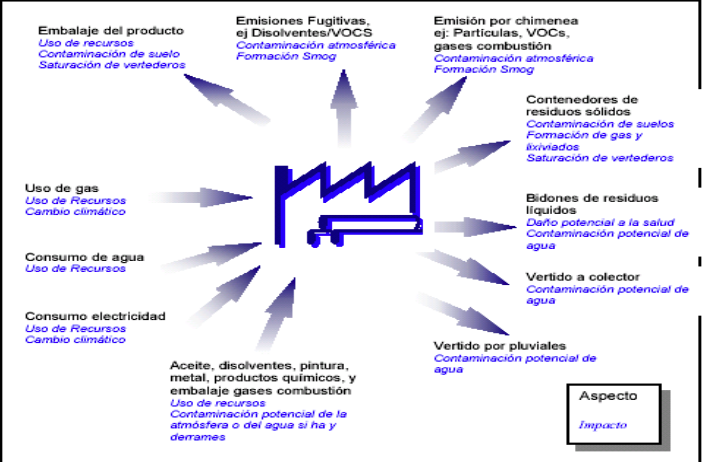 Embalaje del producto
Uso de recursos
Contaminación de suelo
Saturación de vertederos
Emisiones Fugitivas,
ej Disolventes/VOCS
Contaminación atmosférica
Formación Smog
Emisión por chimenea
ej: Partículas, VOCs,
gases combustión
Contaminación atmosférica
Formación Smog
Contenedores de
residuos sólidos
Contaminación de suelos
Formación de gas y
lixiviados
Saturación de vertederos
Uso de gas
Uso de Recursos
Cambio climático
Bidones de residuos
líquidos
Daño potencial a la salud
Contaminación potencial de
agua
Consumo de agua
Uso de Recursos
Vertido a colector
Contaminación potencial de
agua
Consumo electricidad
Uso de Recursos
Cambio climático
Vertido por pluviales
Contaminación potencial de
agua
Aceite, disolventes, pintura,
metal, productos químicos, y
embalaje gases combustión
Uso de recursos
Contaminación potencial de la
atmósfera o del agua si ha y
derrames
Aspecto
Impacto